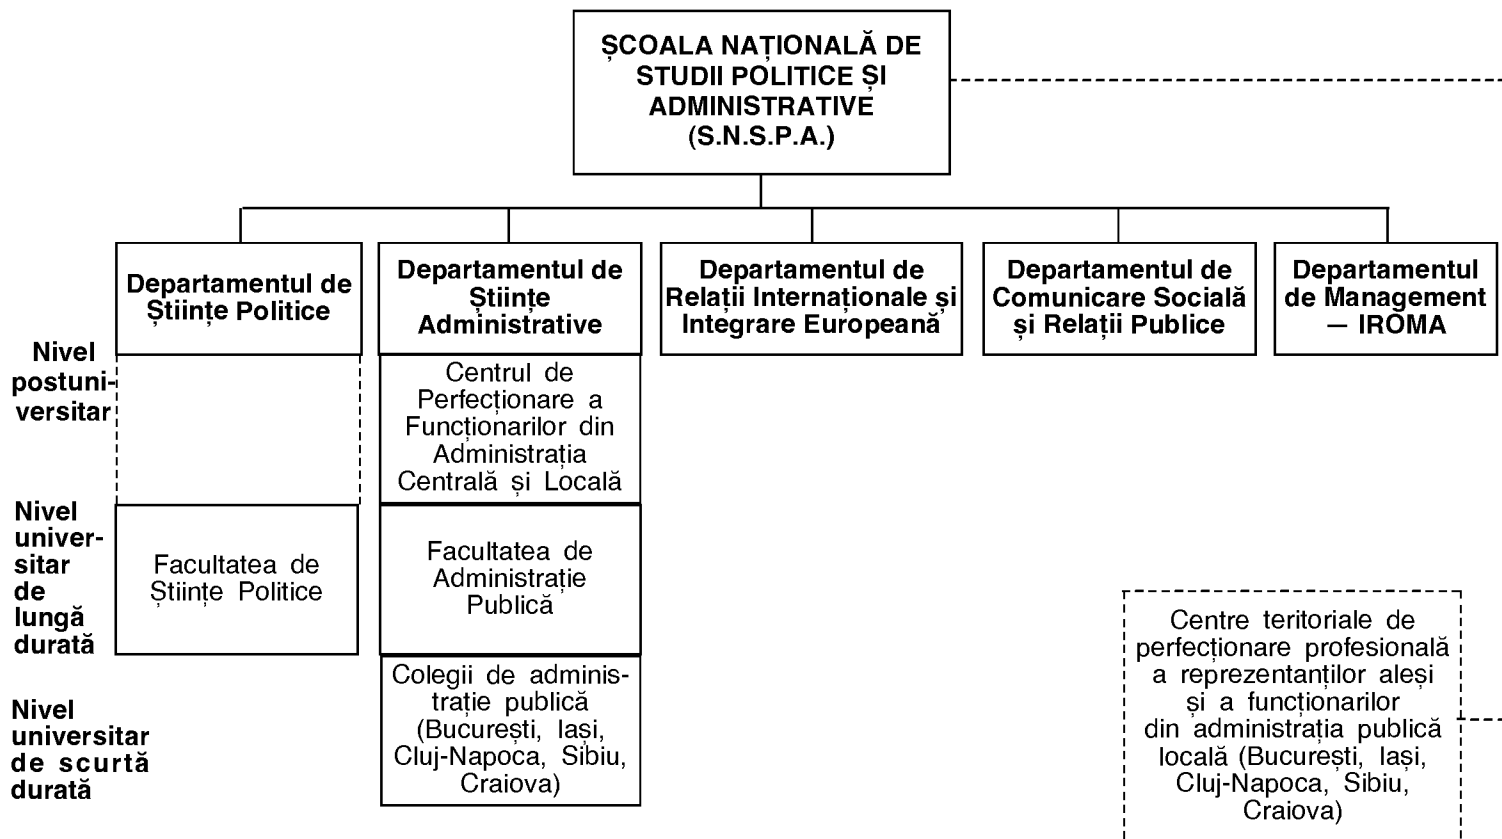 ȘCOALA NAȚIONALĂ DE
STUDII POLITICE ȘI
ADMINISTRATIVE
(S.N.S.P.A.)
Departamentul de
Științe Politice
Departamentul de
Științe
Administrative
Departamentul de
Relații Internaționale și
Integrare Europeană
Departamentul de
Comunicare Socială
și Relații Publice
Departamentul
de Management
— IROMA
Nivel
postuni-
versitar
Centrul de
Perfecționare a
Funcționarilor din
Administrația
Centrală și Locală
Nivel
univer-
sitar
de
lungă
durată
Facultatea de
Științe Politice
Facultatea de
Administrație
Publică
Nivel
universitar
de scurtă
durată
Colegii de adminis-
trație publică
(București, Iași,
Cluj-Napoca, Sibiu,
Craiova)
Centre teritoriale de
perfecționare profesională
a reprezentanților aleși
și a funcționarilor
din administrația publică
locală (București, Iași,
Cluj-Napoca, Sibiu,
Craiova)